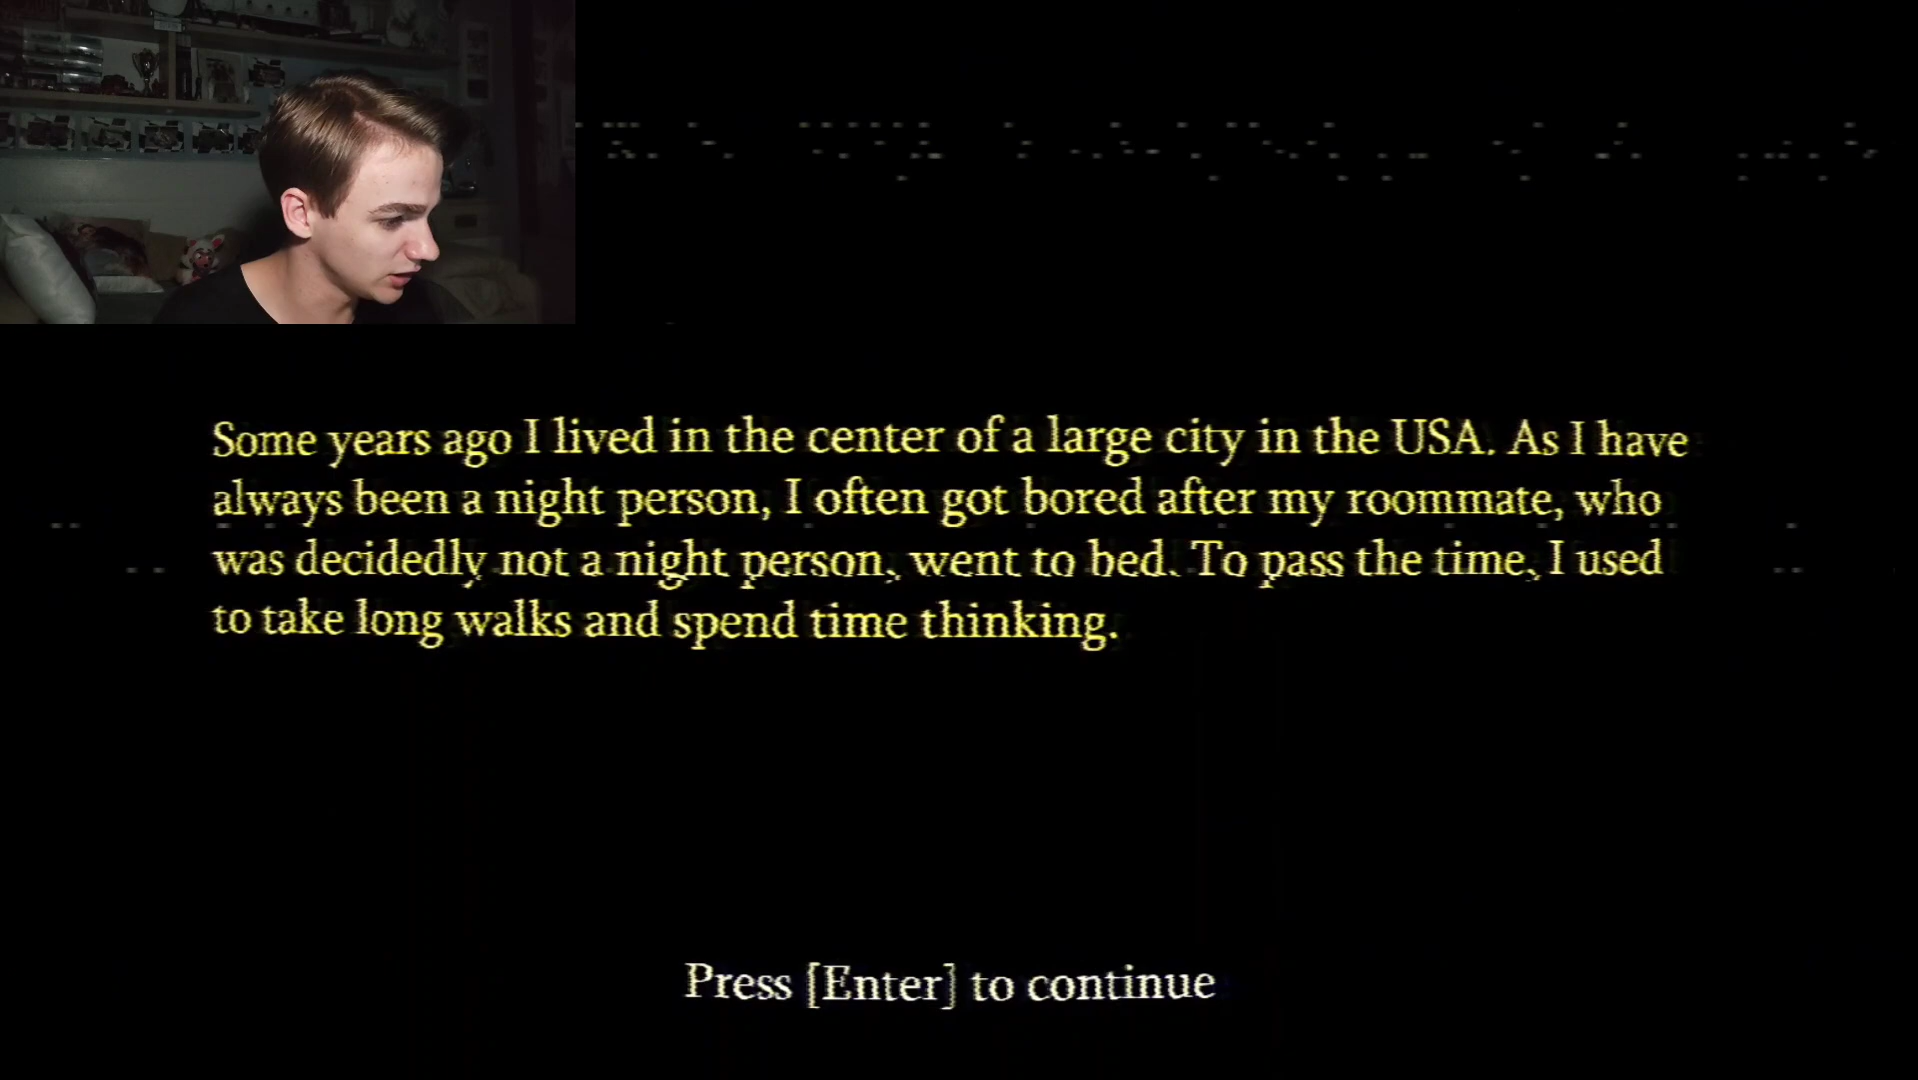 Some years ago I lived in the center of a large city in the USA. As I have
always been a night person, I often got bored after my roommate, who
was decidedly not a night person, went to bed. To pass the time, I used
to take long walks and spend time thinking.
Press [Enter] to continue